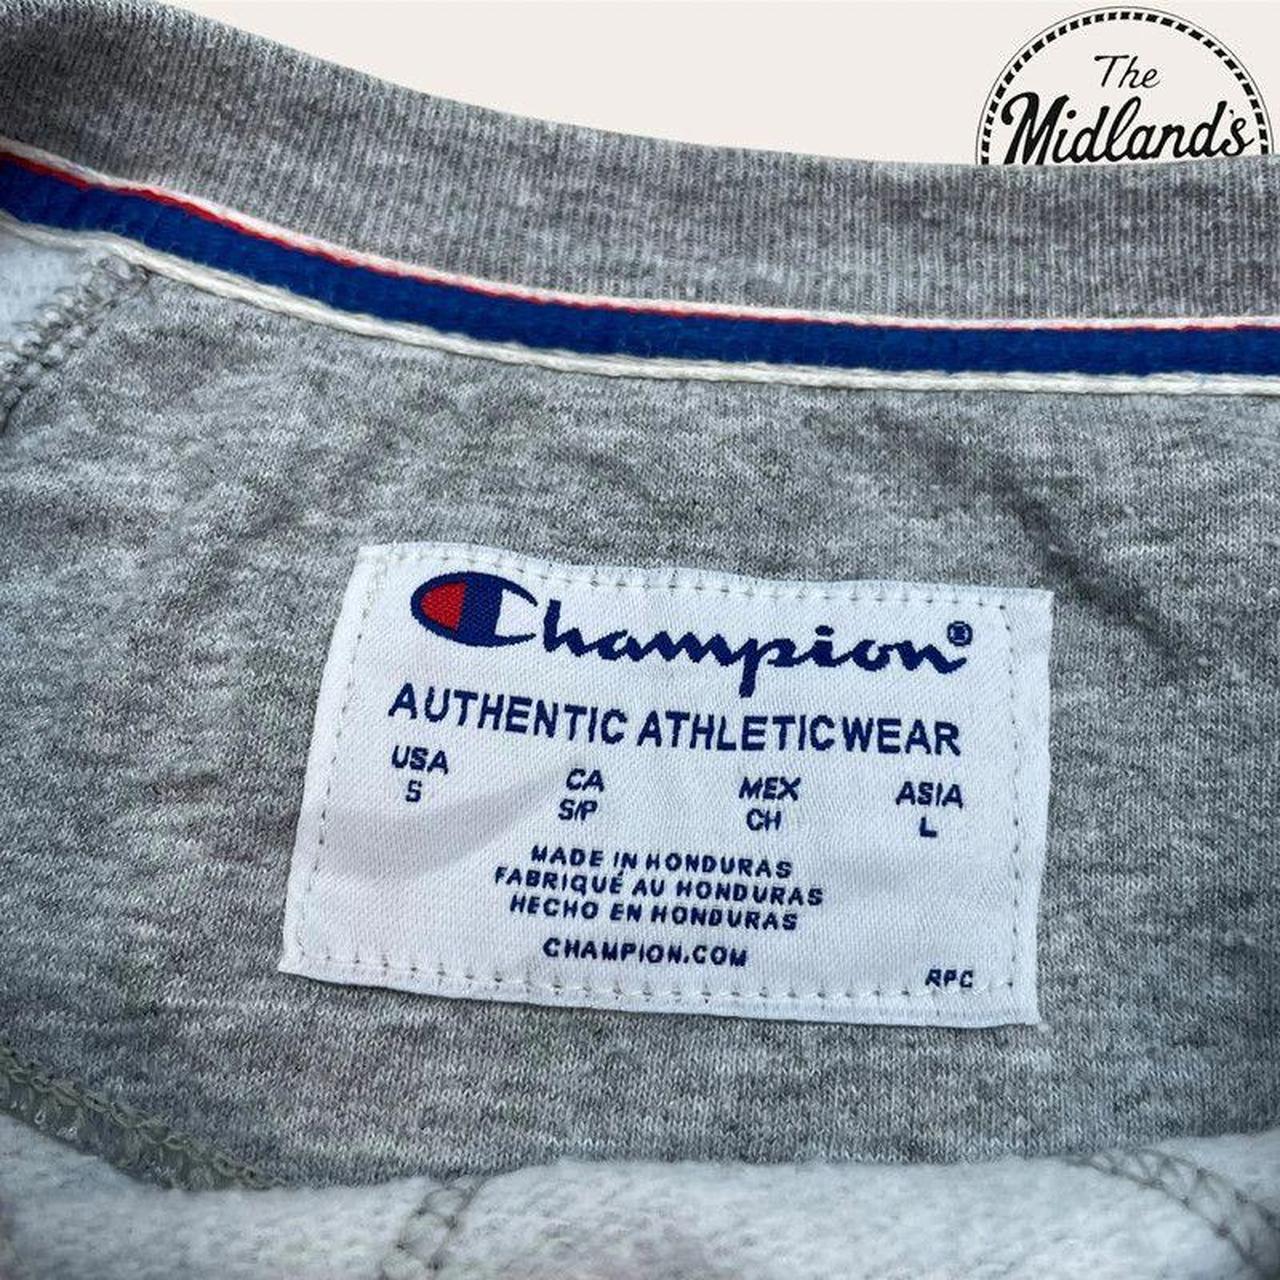 The
Midland's
Champion®
AUTHENTIC ATHLETICWEAR
USA CA MEX ASIA
S S/P CH L
MADE IN HONDURAS
FABRIQUÉ AU HONDURAS
HECHO EN HONDURAS
CHAMPION.COM
RPC